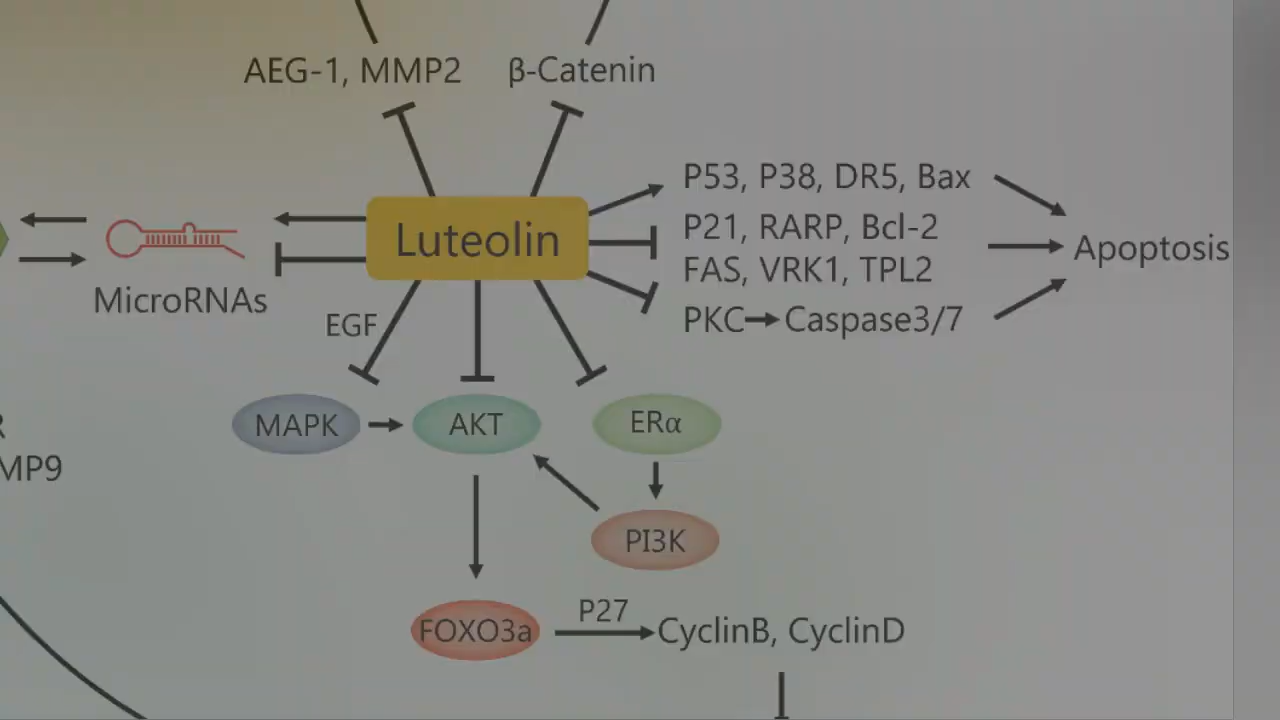 AEG-1, MMP2
β-Catenin
P53, P38, DR5, Bax
Luteolin
P21, RARP, Bcl-2
Apoptosis
FAS, VRK1, TPL2
MicroRNAs
EGF
PKC→Caspase3/7
MAPK
AKT
ERα
MP9
PI3K
P27
FOXO3a
CyclinB, CyclinD